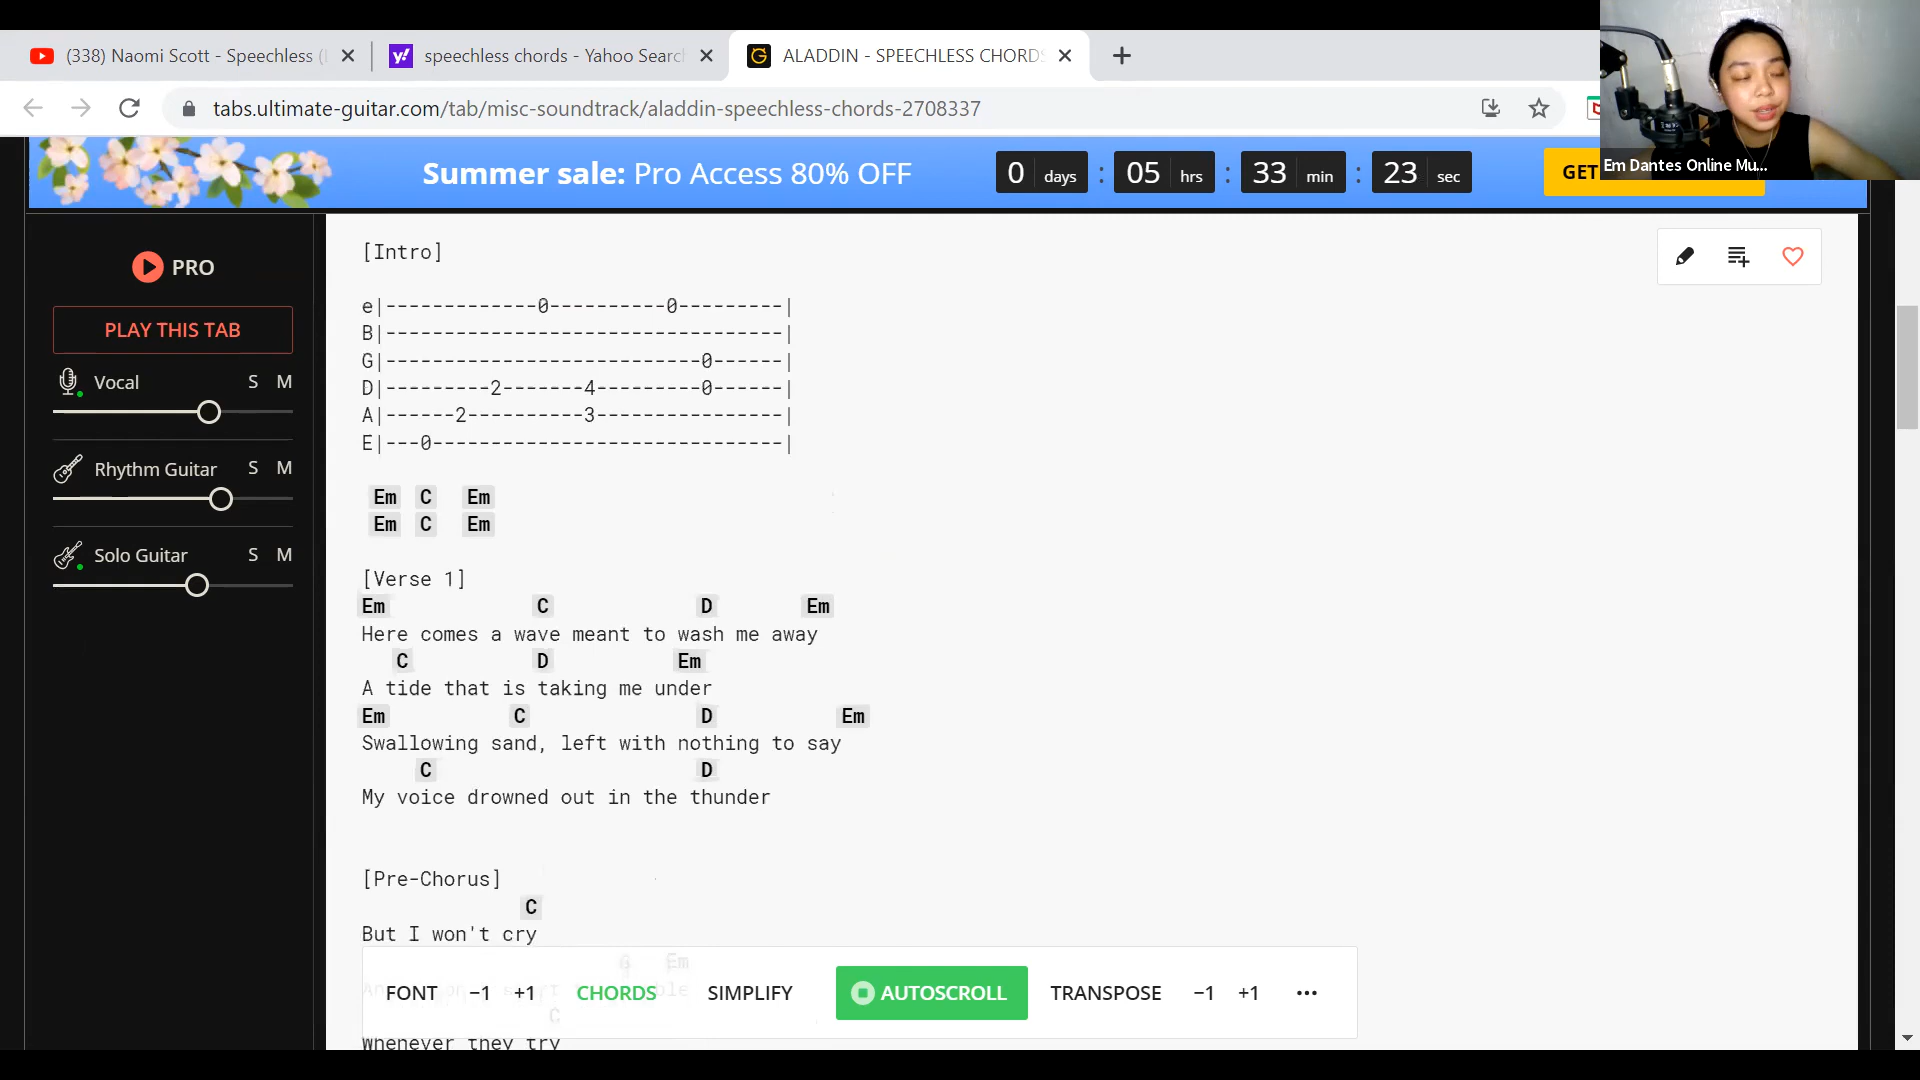 (338) Naomi Scott - Speechless (
speechless chords - Yahoo Searc
ALADDIN - SPEECHLESS CHORDS
tabs.ultimate-guitar.com/tab/misc-soundtrack/aladdin-speechless-chords-2708337
Summer sale: Pro Access 80% OFF
0 days : 05 hrs : 33 min : 23 sec
GET
Em Dantes Online Mu...
PRO
PLAY THIS TAB
Vocal S M
Rhythm Guitar S M
Solo Guitar S M
[Intro]
e|-------------0----------0---------|
B|----------------------------------|
G|---------------------------0------|
D|---------2-------4---------0------|
A|------2----------3----------------|
E|---0------------------------------|
Em C Em
Em C Em
[Verse 1]
Em C D Em
Here comes a wave meant to wash me away
C D Em
A tide that is taking me under
Em C D Em
Swallowing sand, left with nothing to say
C D
My voice drowned out in the thunder
[Pre-Chorus]
C
But I won't cry
G Em
C
Whenever they try
FONT −1 +1 CHORDS SIMPLIFY AUTOSCROLL TRANSPOSE −1 +1 •••